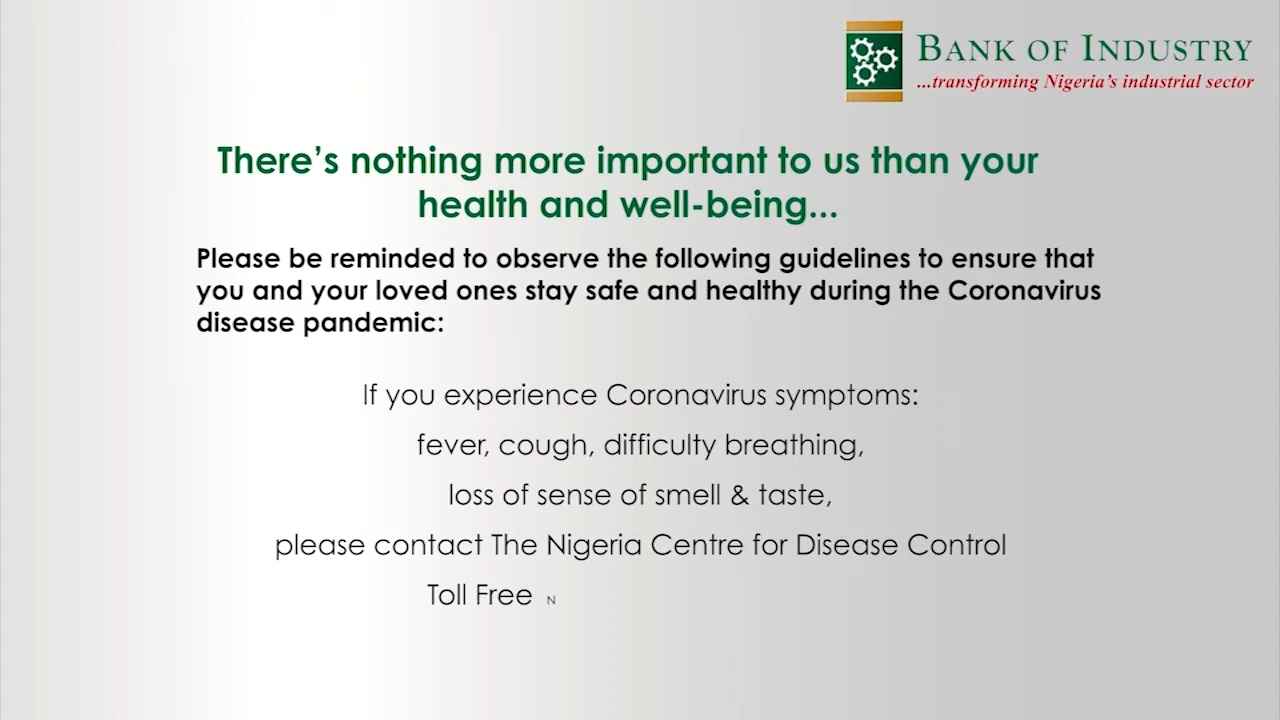 BANK OF INDUSTRY
...transforming Nigeria's industrial sector
There's nothing more important to us than your
health and well-being...
Please be reminded to observe the following guidelines to ensure that
you and your loved ones stay safe and healthy during the Coronavirus
disease pandemic:
If you experience Coronavirus symptoms:
fever, cough, difficulty breathing,
loss of sense of smell & taste,
please contact The Nigeria Centre for Disease Control
Toll Free N